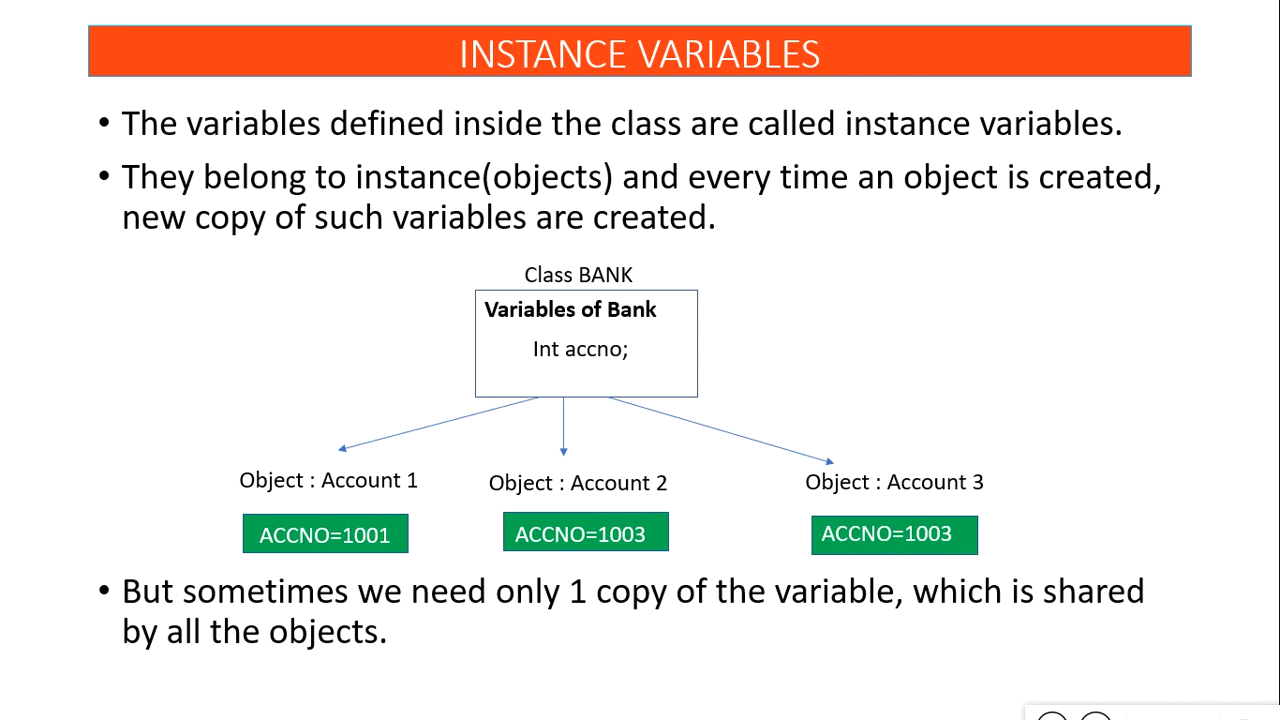 INSTANCE VARIABLES
• The variables defined inside the class are called instance variables.
• They belong to instance(objects) and every time an object is created,
new copy of such variables are created.
Class BANK
Variables of Bank
Int accno;
Object : Account 1
Object : Account 2
Object : Account 3
ACCNO=1001
ACCNO=1003
ACCNO=1003
• But sometimes we need only 1 copy of the variable, which is shared
by all the objects.